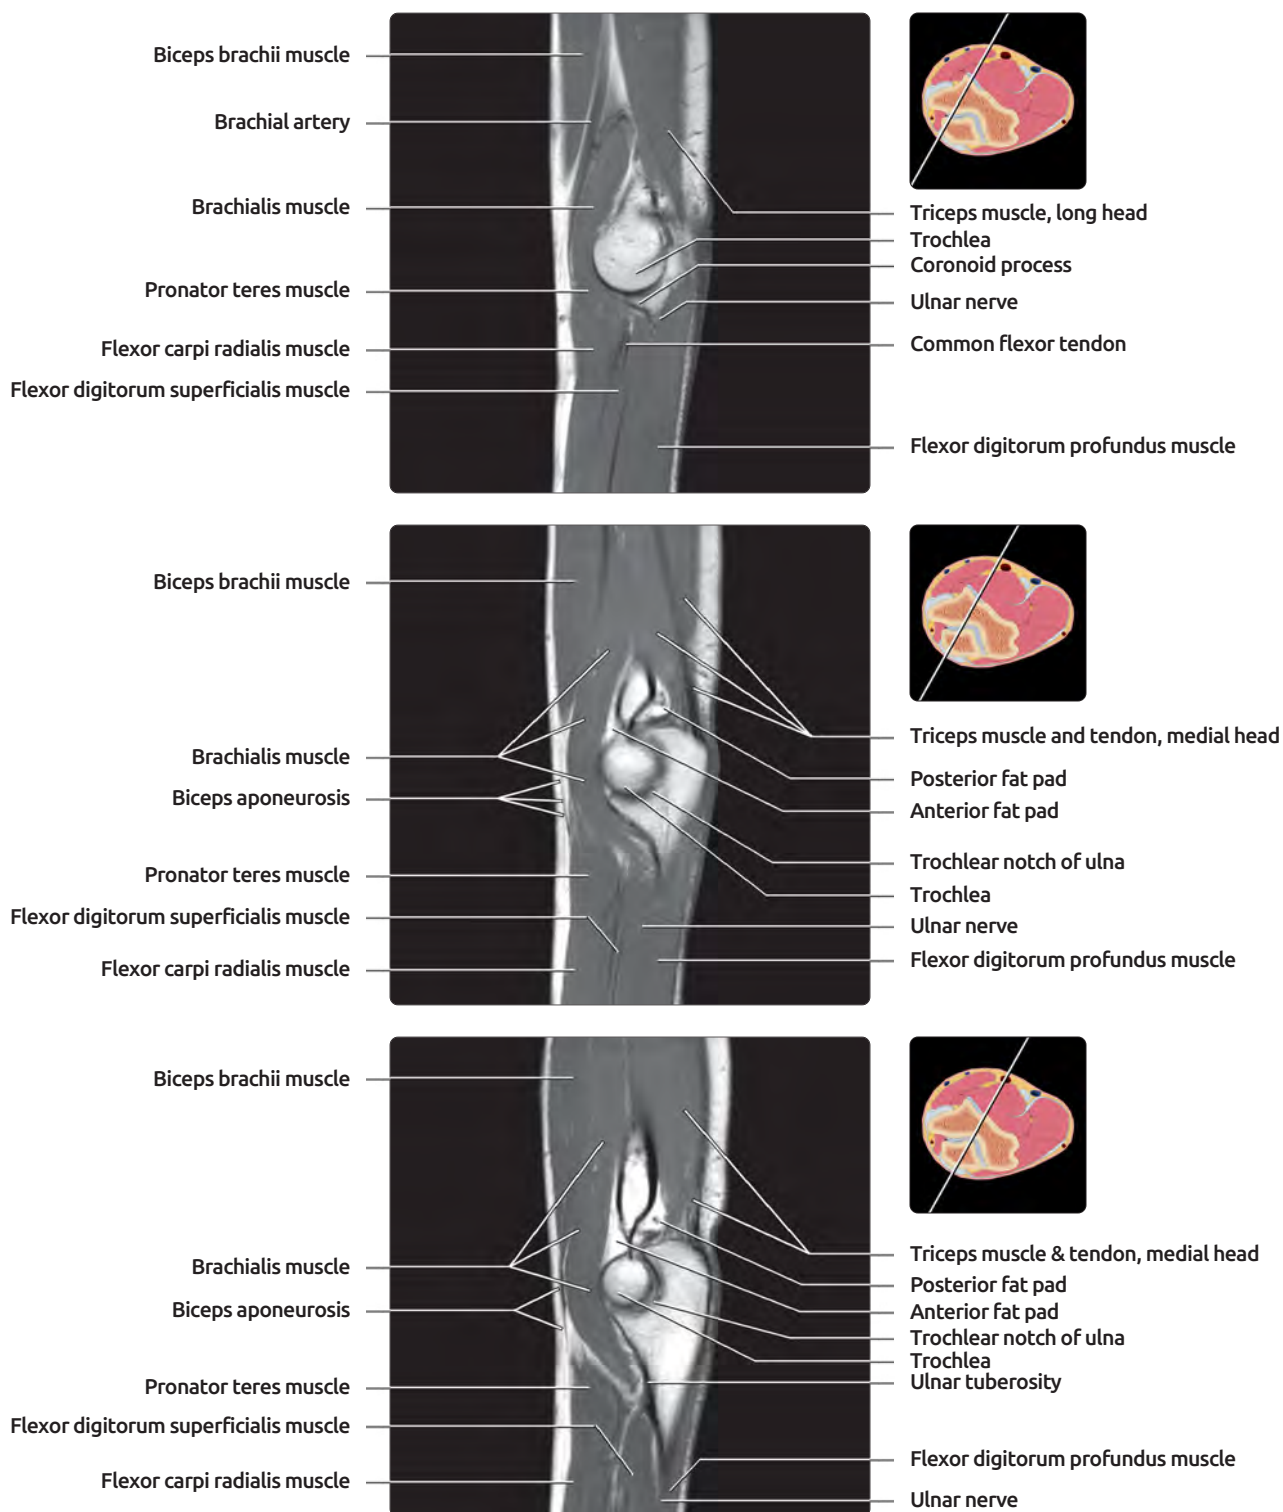 Biceps brachii muscle
Brachial artery
Brachialis muscle
Pronator teres muscle
Flexor carpi radialis muscle
Flexor digitorum superficialis muscle
Triceps muscle, long head
Trochlea
Coronoid process
Ulnar nerve
Common flexor tendon
Flexor digitorum profundus muscle
Biceps brachii muscle
Brachialis muscle
Biceps aponeurosis
Pronator teres muscle
Flexor digitorum superficialis muscle
Flexor carpi radialis muscle
Triceps muscle and tendon, medial head
Posterior fat pad
Anterior fat pad
Trochlear notch of ulna
Trochlea
Ulnar nerve
Flexor digitorum profundus muscle
Biceps brachii muscle
Brachialis muscle
Biceps aponeurosis
Pronator teres muscle
Flexor digitorum superficialis muscle
Flexor carpi radialis muscle
Triceps muscle & tendon, medial head
Posterior fat pad
Anterior fat pad
Trochlear notch of ulna
Trochlea
Ulnar tuberosity
Flexor digitorum profundus muscle
Ulnar nerve